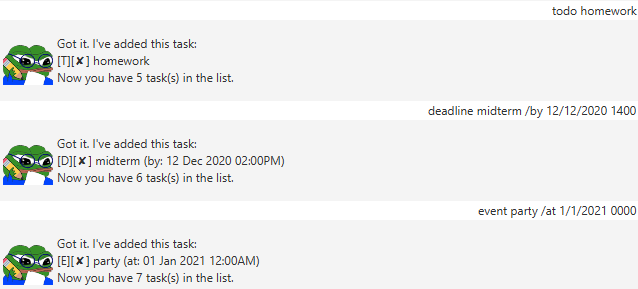 todo homework
Got it. I've added this task:
[T][✘] homework
Now you have 5 task(s) in the list.
deadline midterm /by 12/12/2020 1400
Got it. I've added this task:
[D][✘] midterm (by: 12 Dec 2020 02:00PM)
Now you have 6 task(s) in the list.
event party /at 1/1/2021 0000
Got it. I've added this task:
[E][✘] party (at: 01 Jan 2021 12:00AM)
Now you have 7 task(s) in the list.